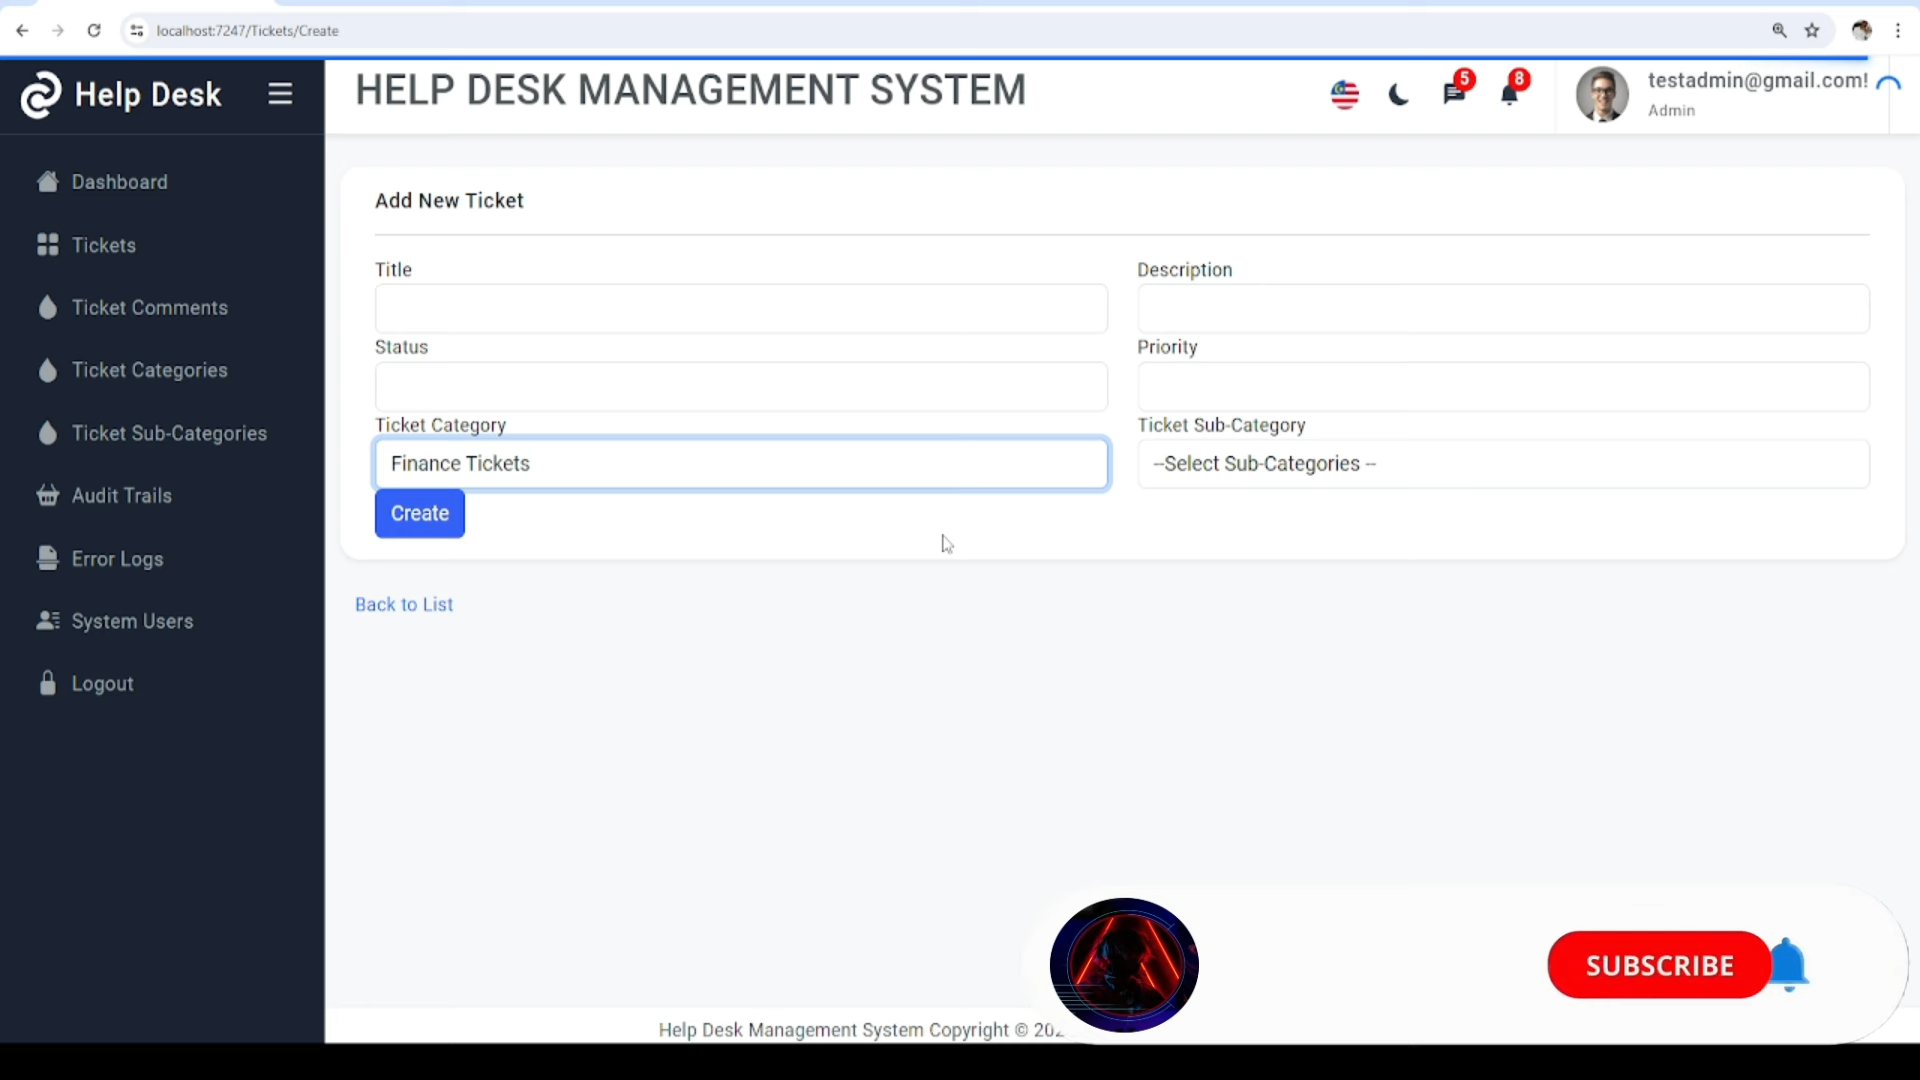 localhost:7247/Tickets/Create
Help Desk
HELP DESK MANAGEMENT SYSTEM
5
8
testadmin@gmail.com!
Admin
Dashboard
Tickets
Ticket Comments
Ticket Categories
Ticket Sub-Categories
Audit Trails
Error Logs
System Users
Logout
Add New Ticket
Title
Description
Status
Priority
Ticket Category
Ticket Sub-Category
Finance Tickets
--Select Sub-Categories --
Create
Back to List
SUBSCRIBE
Help Desk Management System Copyright ©